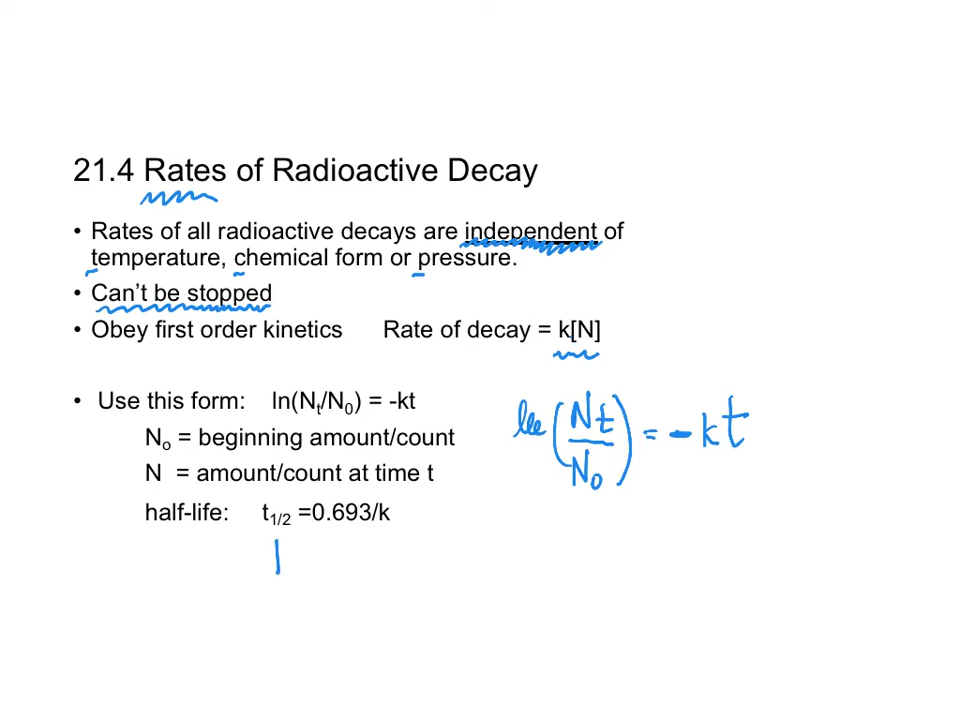 21.4 Rates of Radioactive Decay
• Rates of all radioactive decays are independent of
temperature, chemical form or pressure.
• Can't be stopped
• Obey first order kinetics Rate of decay = k[N]
• Use this form: ln(Nt/N0) = -kt
ln(Nt/No) = -kt
No = beginning amount/count
N = amount/count at time t
half-life: t1/2 =0.693/k